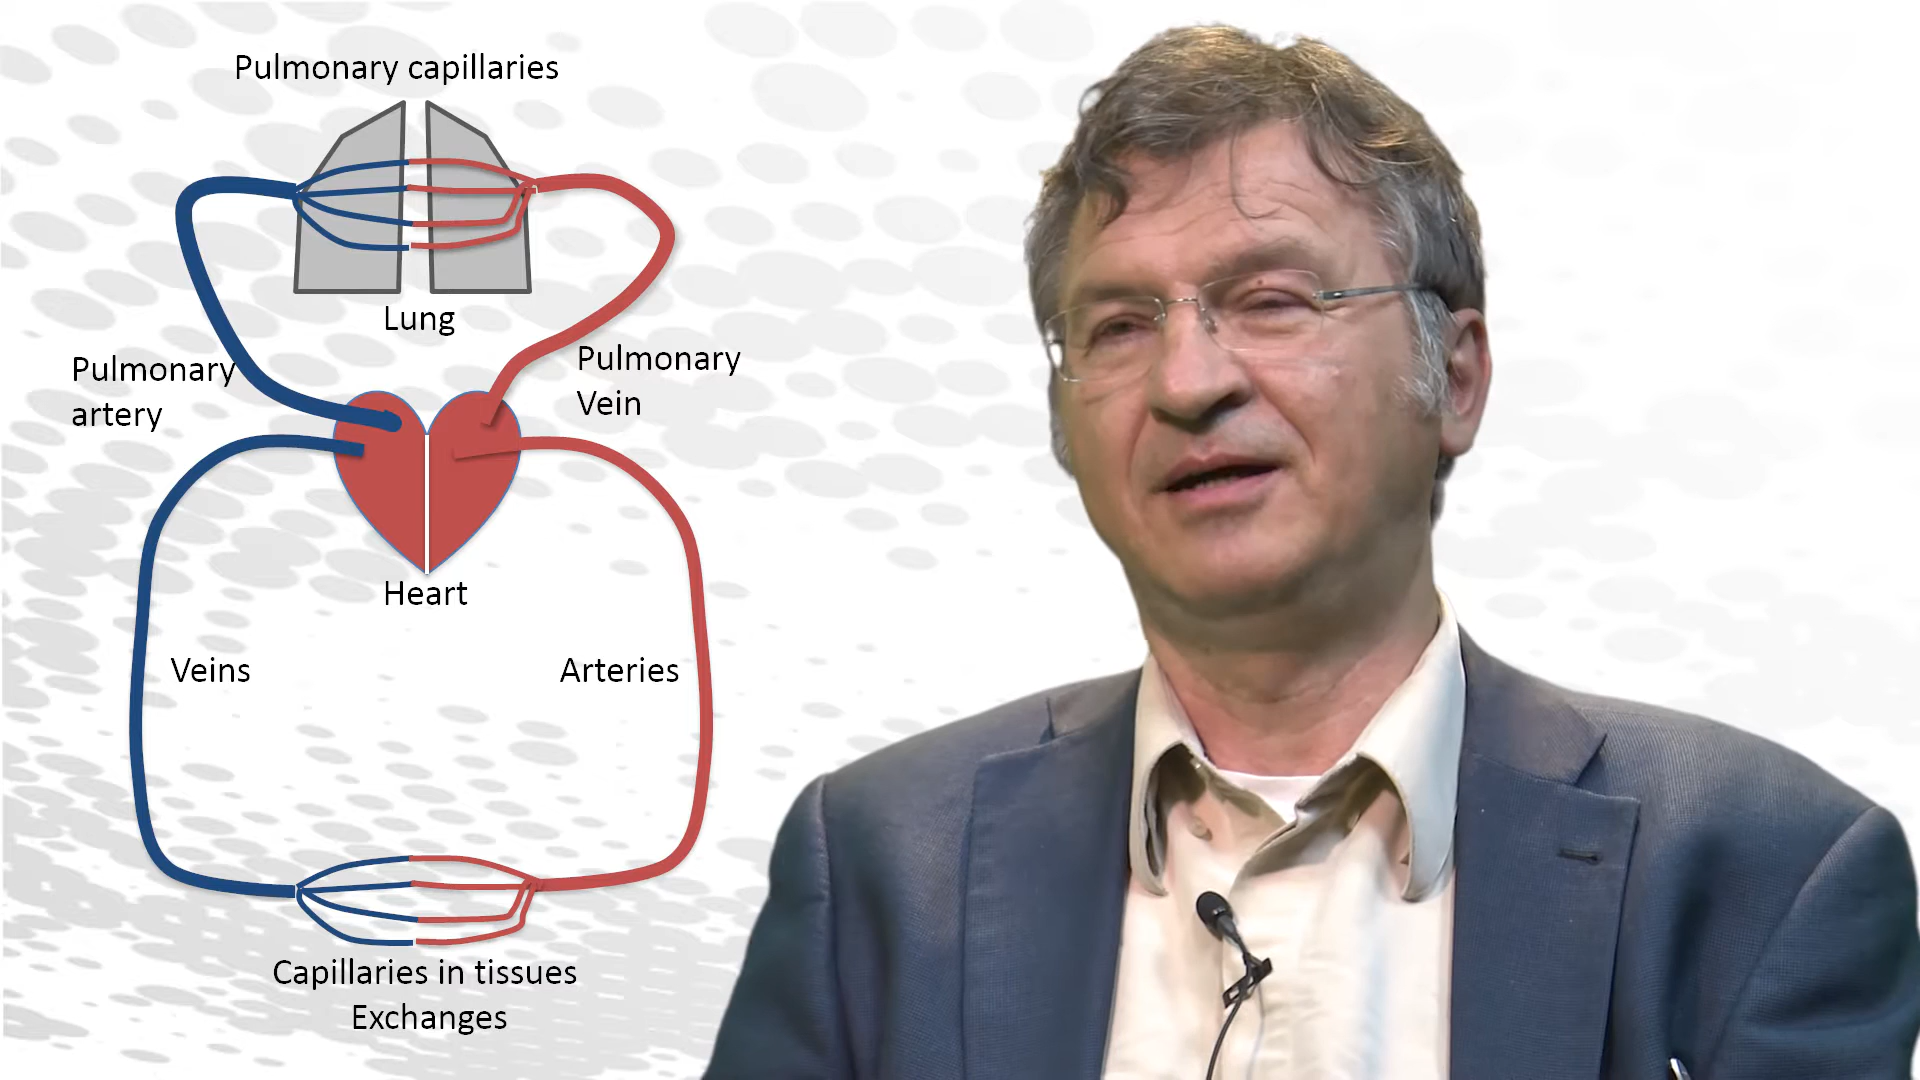 Pulmonary capillaries
Lung
Pulmonary
artery
Pulmonary
Vein
Heart
Veins
Arteries
Capillaries in tissues
Exchanges